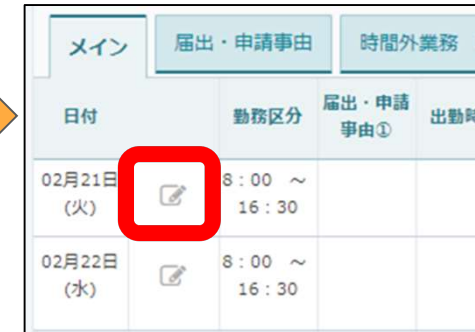 メイン
届出・申請事由
時間外業務
日付
勤務区分
届出・申請
事由①
出勤時
02月21日
(火)
8：00 ～
16：30
02月22日
(水)
8：00 ～
16：30